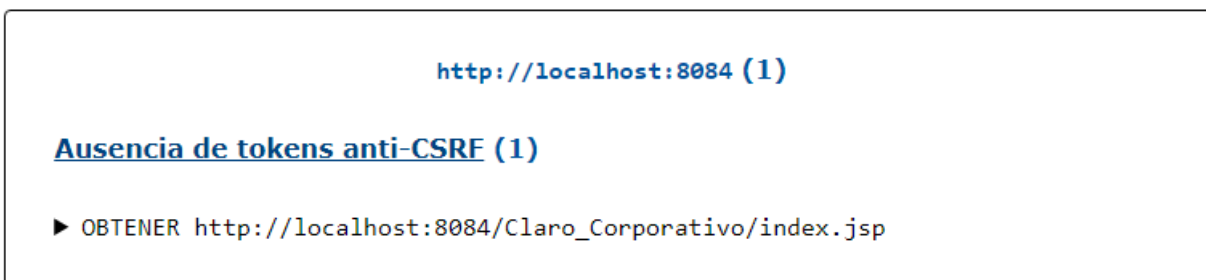 http://localhost:8084 (1)
Ausencia de tokens anti-CSRF (1)
▶ OBTENER http://localhost:8084/Claro_Corporativo/index.jsp